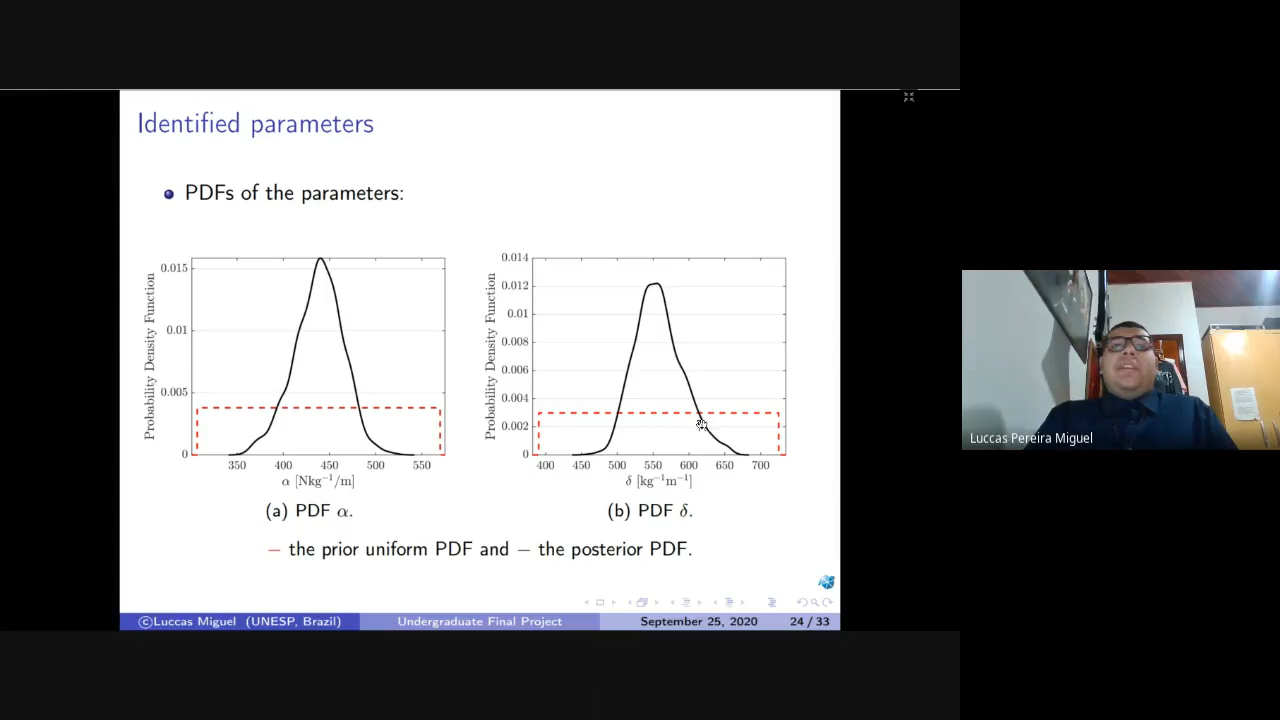 Identified parameters
PDFs of the parameters:
Probability Density Function
0.015
0.01
0.005
0
350 400 450 500 550
α [Nkg⁻¹/m]
(a) PDF α.
Probability Density Function
0.014
0.012
0.01
0.008
0.006
0.004
0.002
0
400 450 500 550 600 650 700
δ [kg⁻¹m⁻¹]
(b) PDF δ.
– the prior uniform PDF and – the posterior PDF.
©Luccas Miguel (UNESP, Brazil) Undergraduate Final Project September 25, 2020 24 / 33
Luccas Pereira Miguel